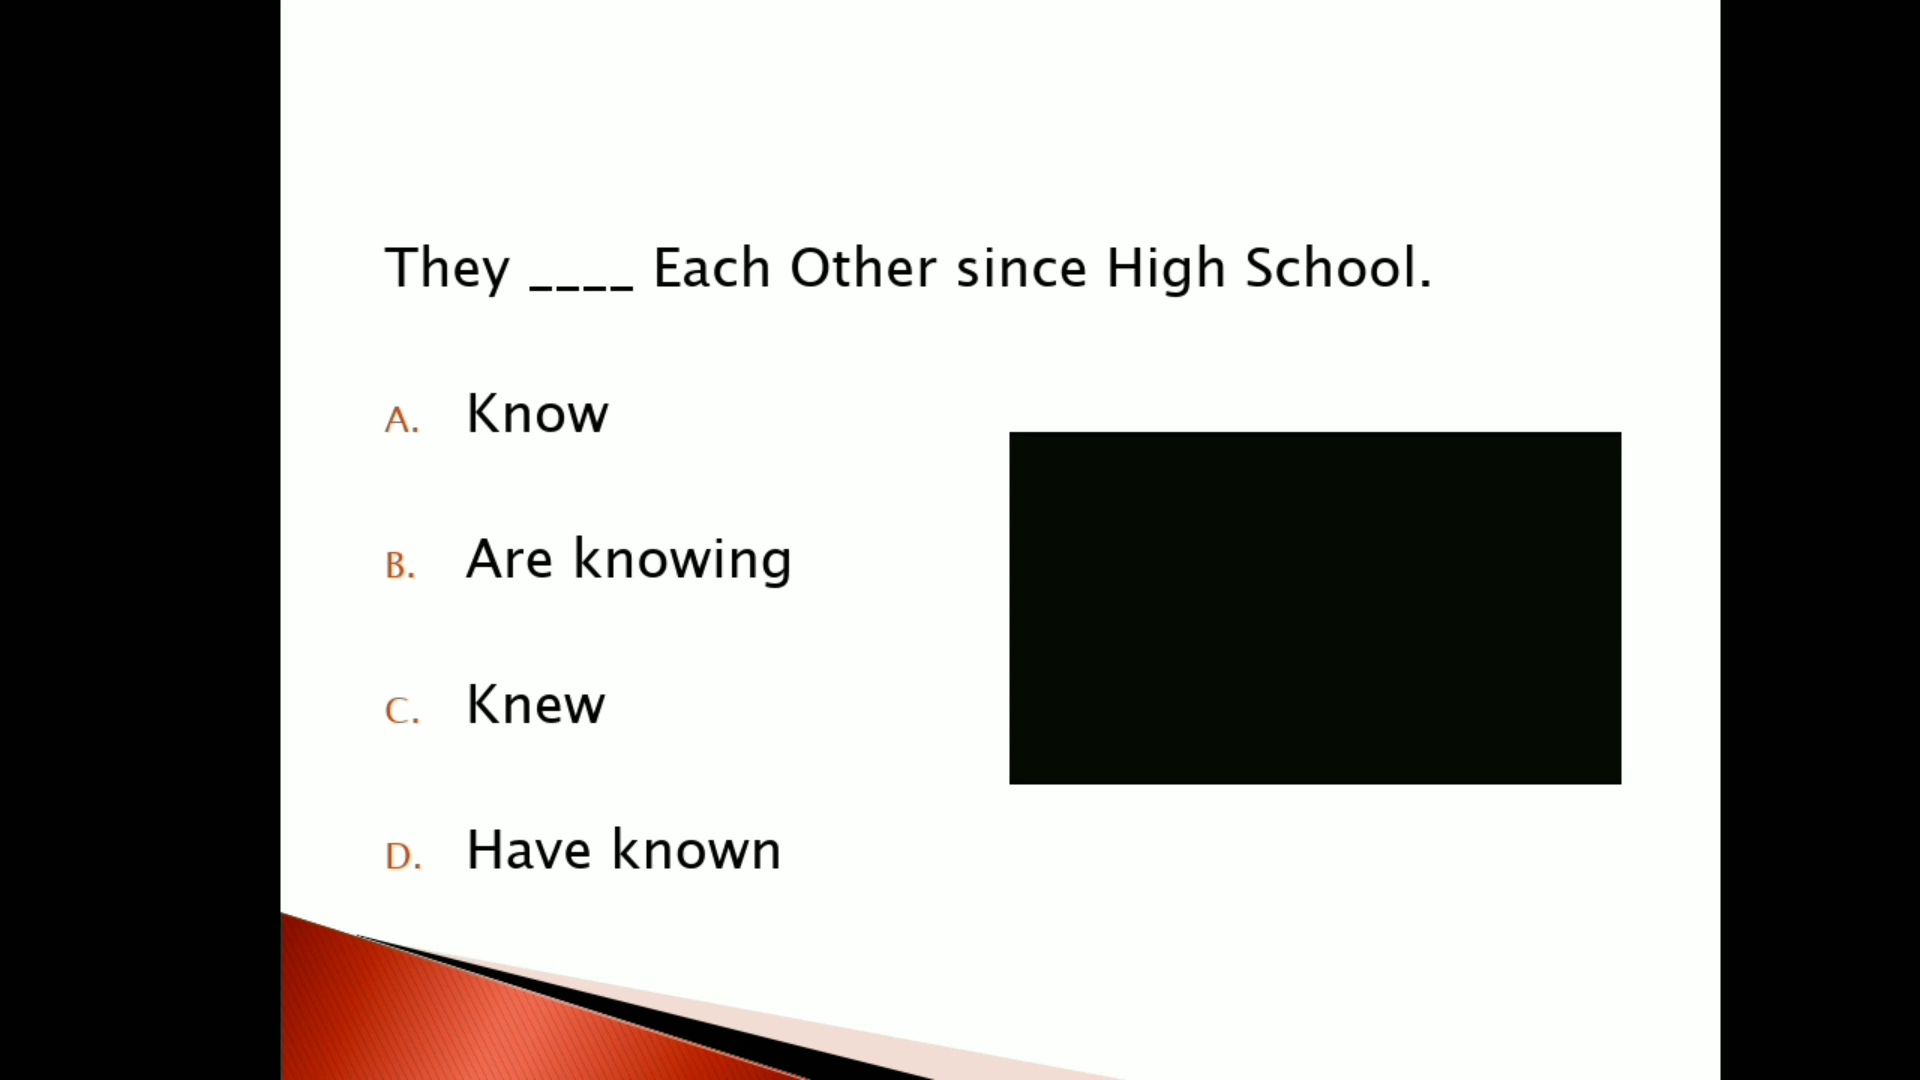 They ____ Each Other since High School.
A. Know
B. Are knowing
C. Knew
D. Have known